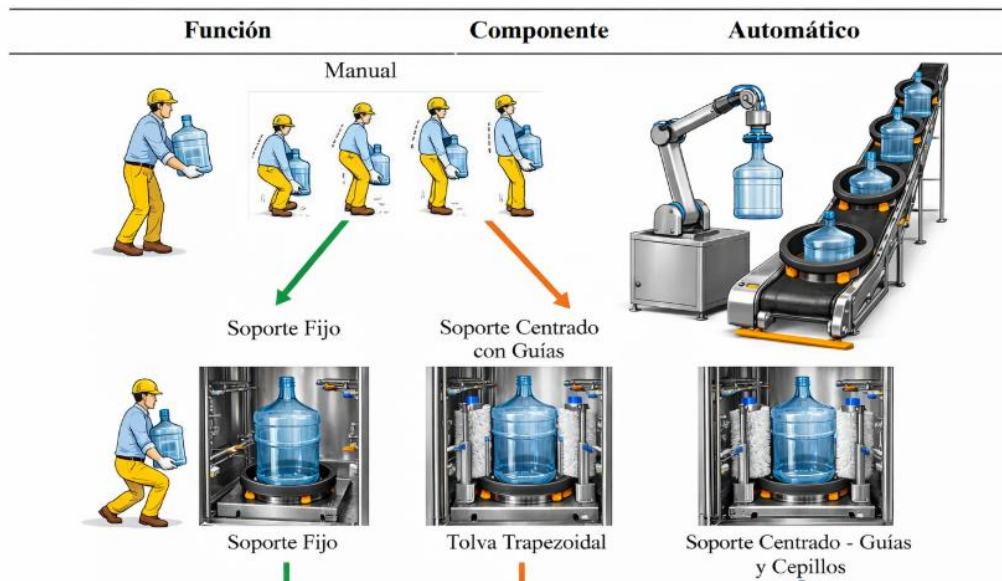 Función Componente Automático
Manual
Soporte Fijo
Soporte Centrado
con Guías
Soporte Fijo
Tolva Trapezoidal
Soporte Centrado - Guías
y Cepillos